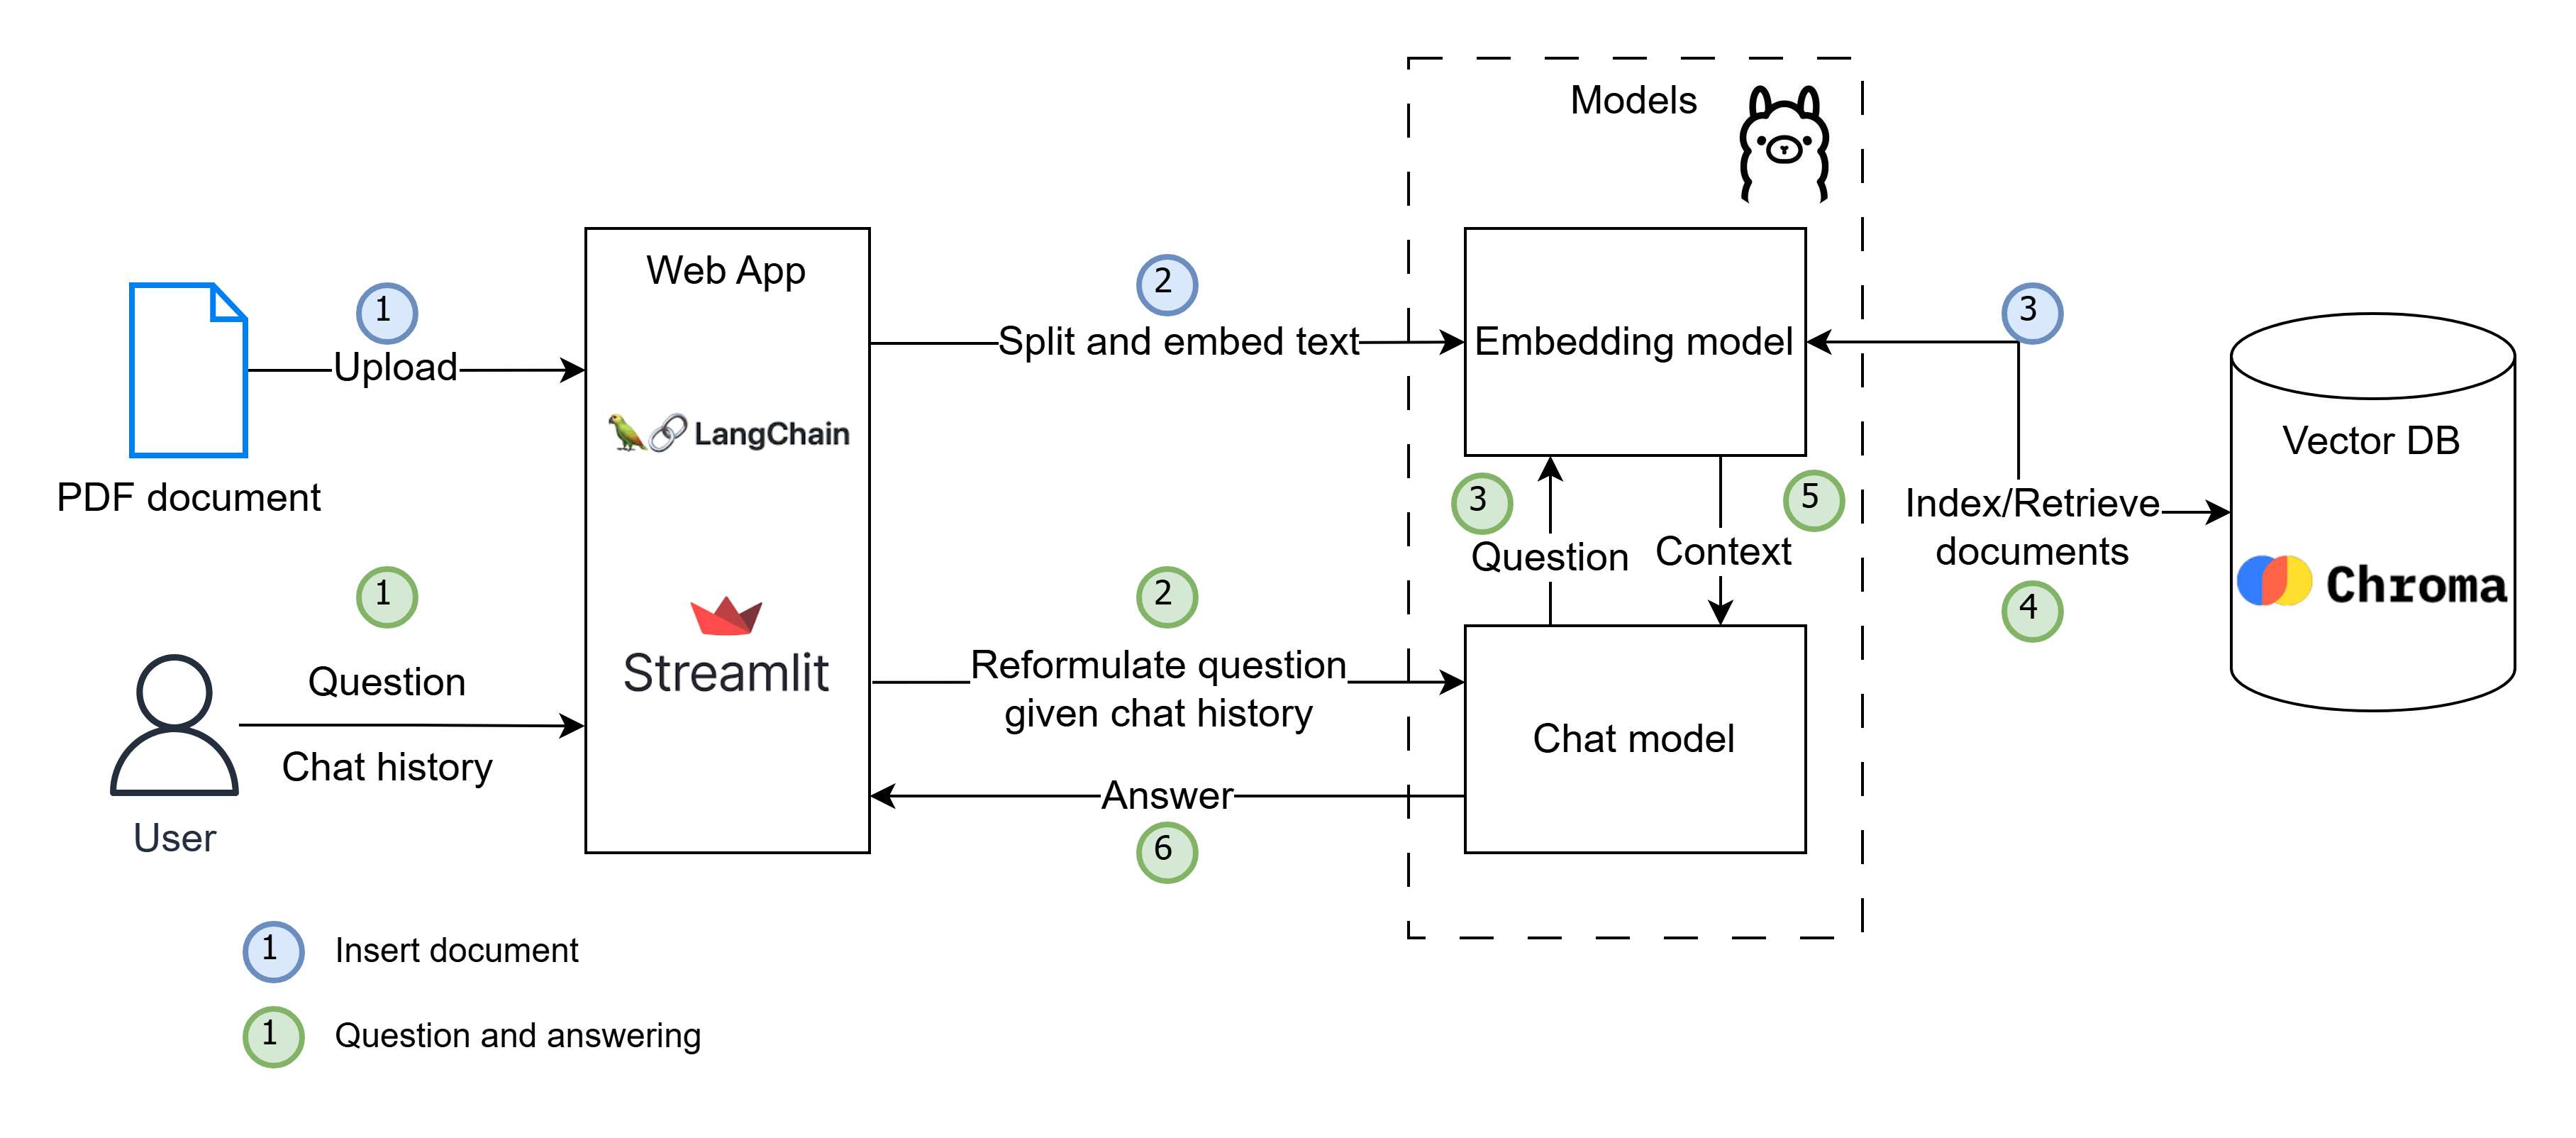 Models
Web App
1
Upload
PDF document
LangChain
2
Split and embed text
Embedding model
3
Vector DB
Index/Retrieve
documents
4
Chroma
3
Question
5
Context
1
Question
Chat history
User
Streamlit
2
Reformulate question
given chat history
Chat model
Answer
6
1
Insert document
1
Question and answering